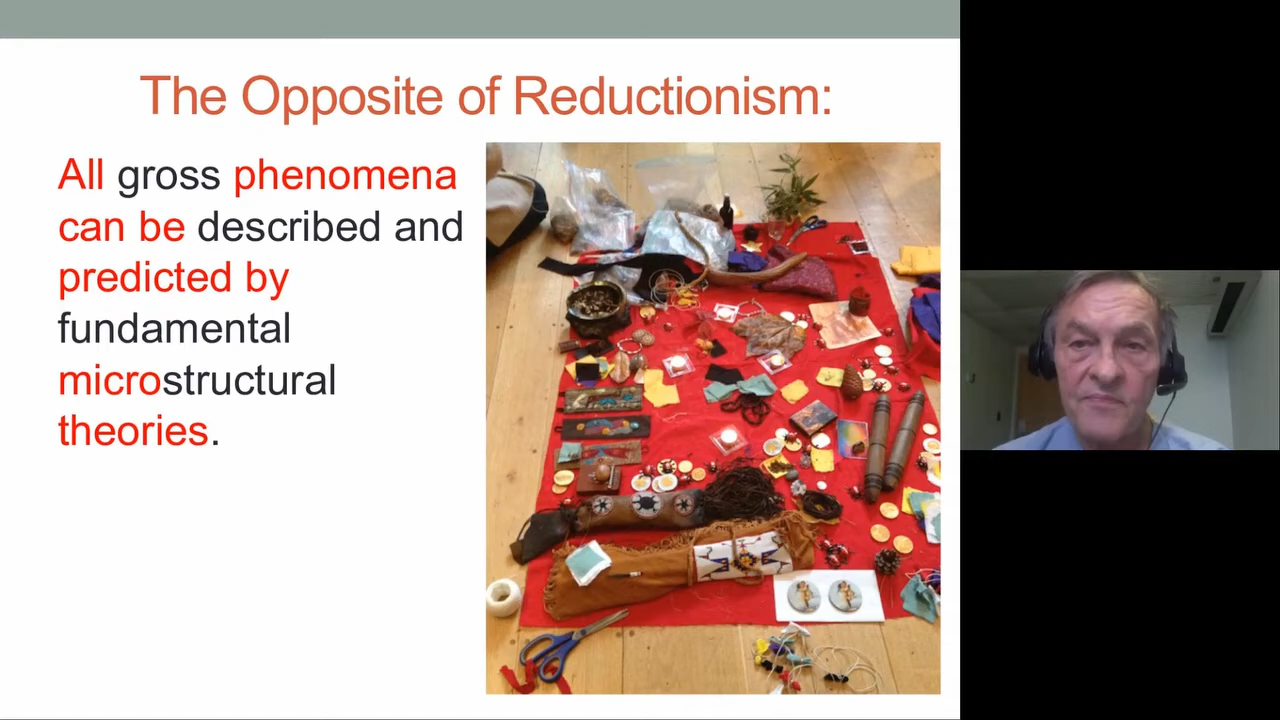 The Opposite of Reductionism:
All gross phenomena
can be described and
predicted by
fundamental
microstructural
theories.